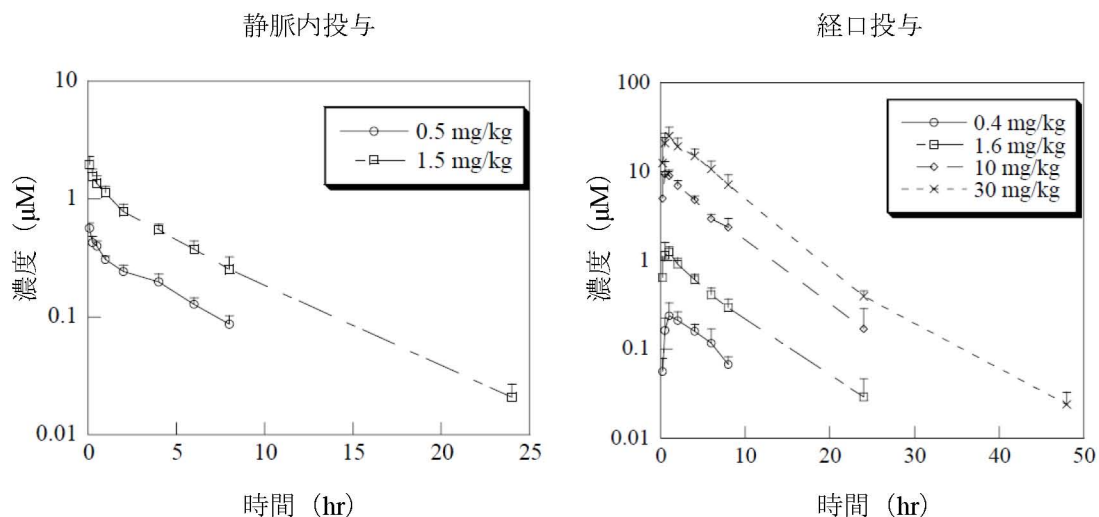 静脈内投与
10
1
0.1
0.01
濃度 (µM)
0.5 mg/kg
1.5 mg/kg
0 5 10 15 20 25
時間 (hr)
経口投与
100
10
1
0.1
0.01
濃度 (µM)
0.4 mg/kg
1.6 mg/kg
10 mg/kg
30 mg/kg
0 10 20 30 40 50
時間 (hr)